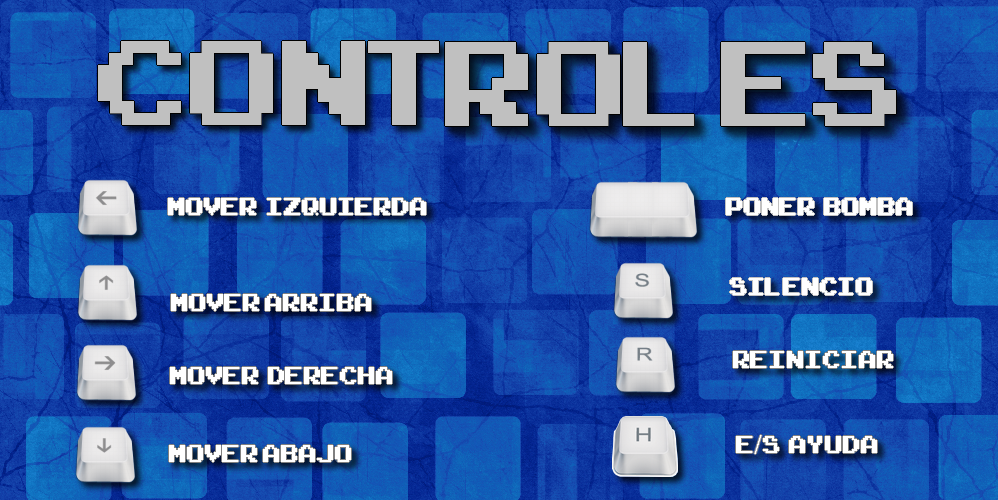 CONTROLES
← MOVER IZQUIERDA
↑ MOVER ARRIBA
→ MOVER DERECHA
↓ MOVER ABAJO
PONER BOMBA
S SILENCIO
R REINICIAR
H E/S AYUDA